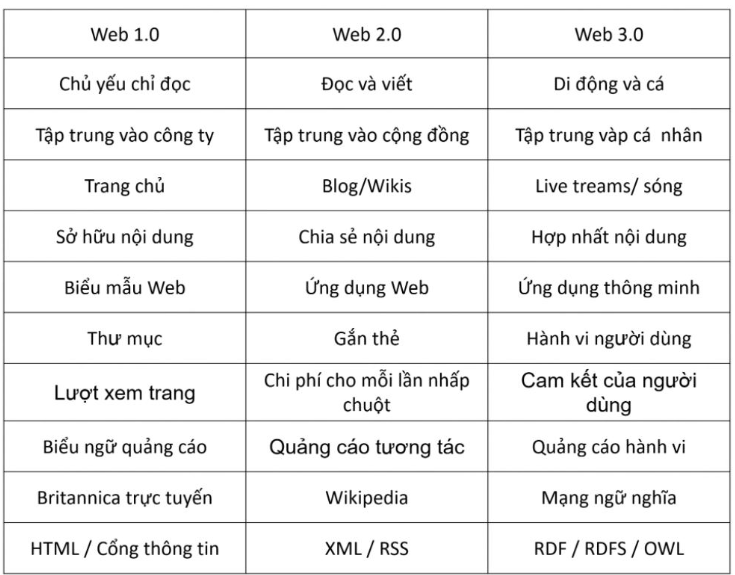 Web 1.0 Web 2.0 Web 3.0
Chủ yếu chỉ đọc Đọc và viết Di động và cá
Tập trung vào công ty Tập trung vào cộng đồng Tập trung vàp cá nhân
Trang chủ Blog/Wikis Live treams/ sóng
Sở hữu nội dung Chia sẻ nội dung Hợp nhất nội dung
Biểu mẫu Web Ứng dụng Web Ứng dụng thông minh
Thư mục Gắn thẻ Hành vi người dùng
Lượt xem trang Chi phí cho mỗi lần nhấp chuột Cam kết của người dùng
Biểu ngữ quảng cáo Quảng cáo tương tác Quảng cáo hành vi
Britannica trực tuyến Wikipedia Mạng ngữ nghĩa
HTML / Cổng thông tin XML / RSS RDF / RDFS / OWL